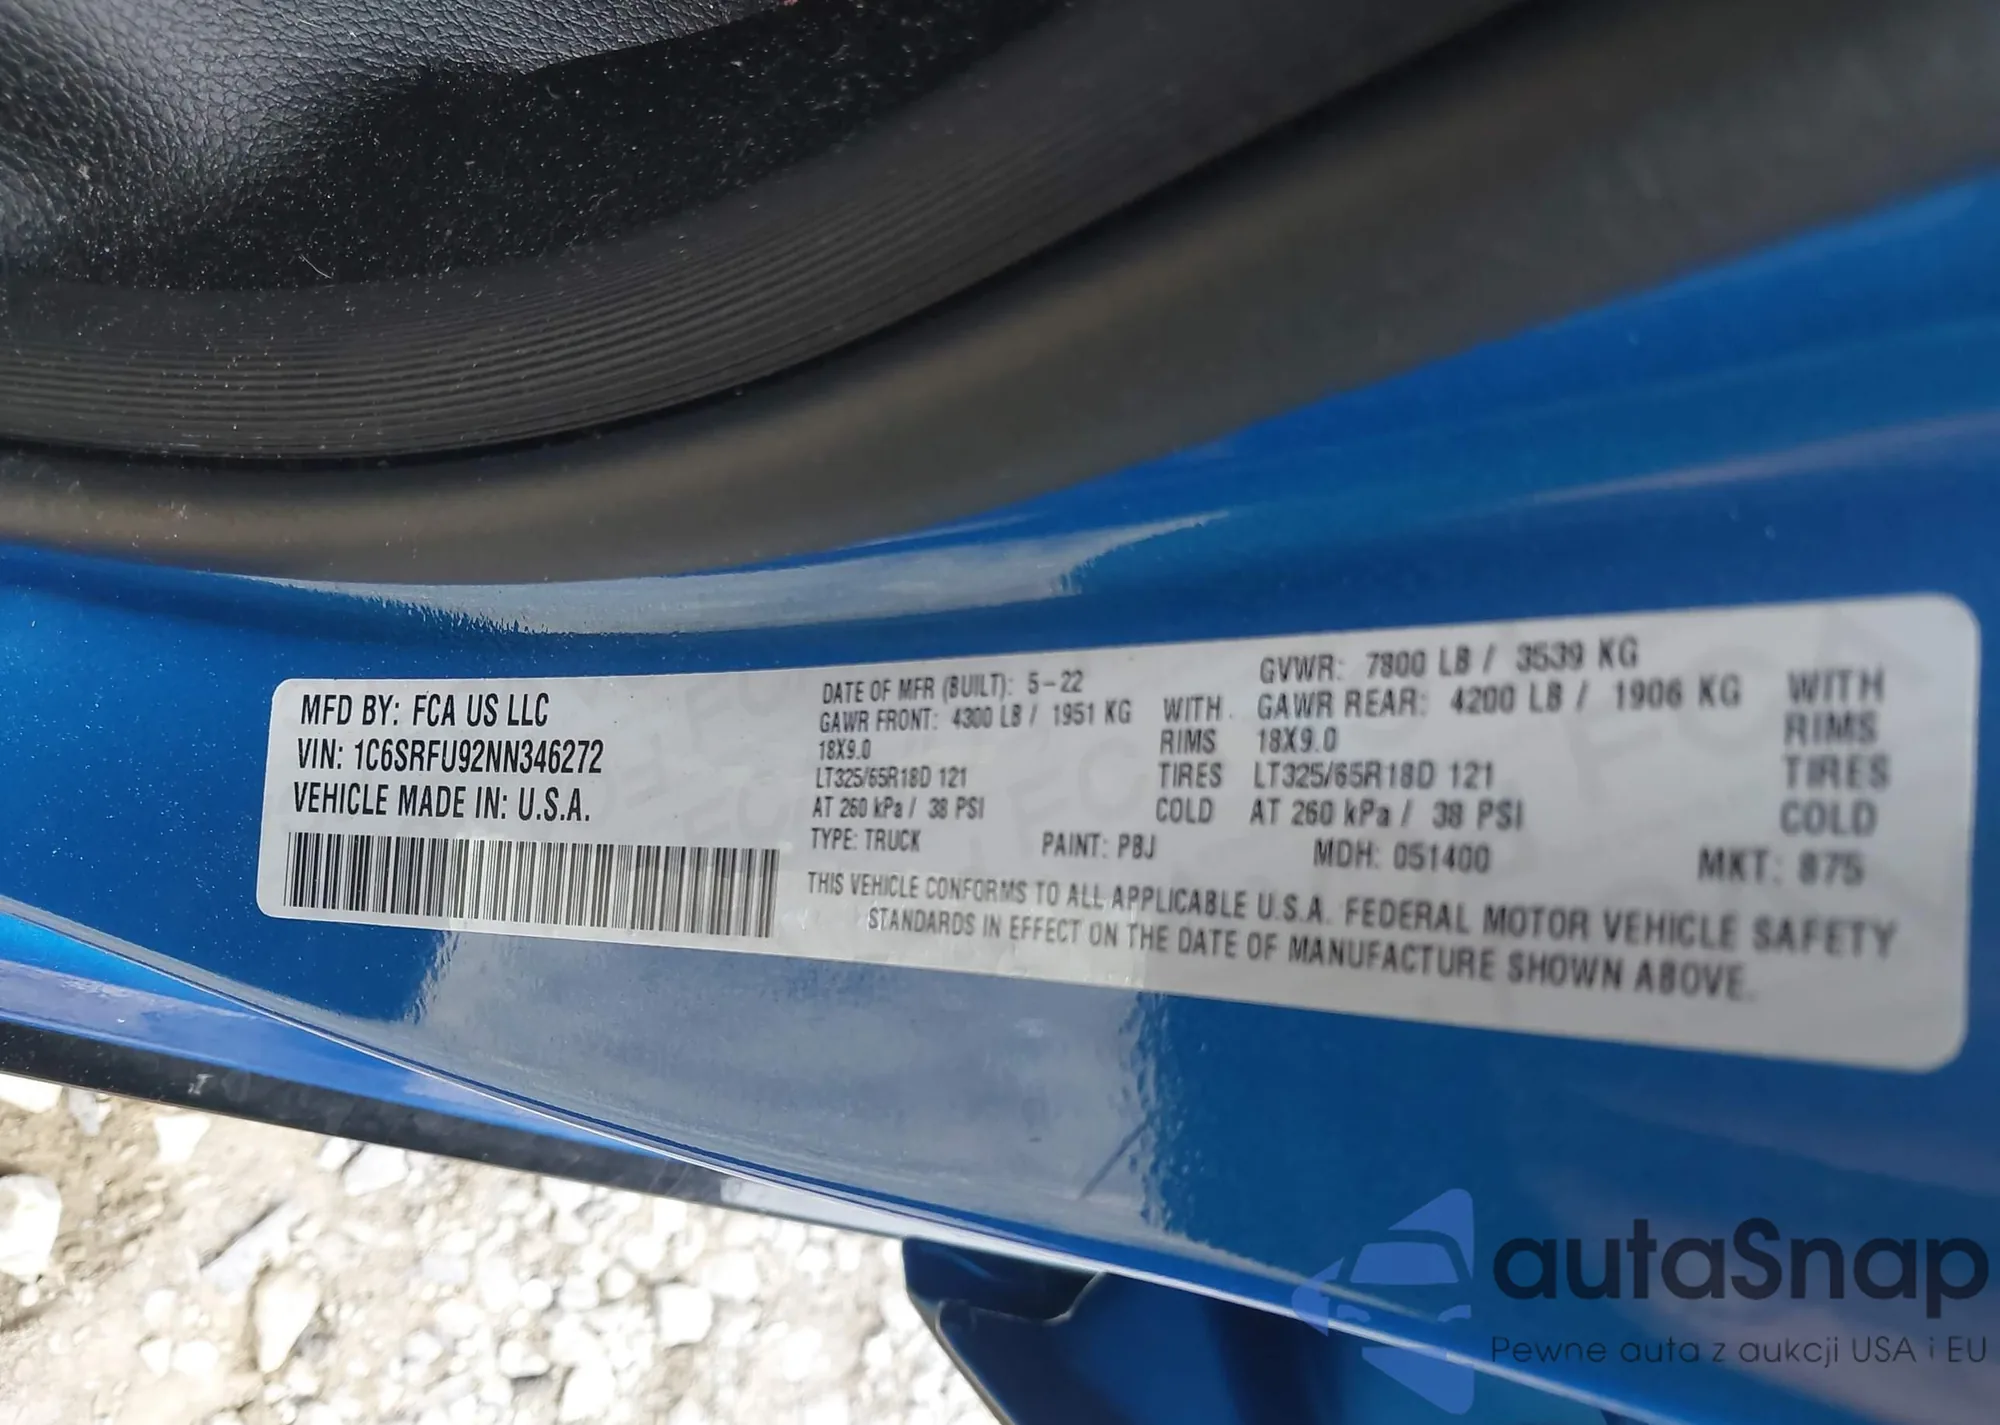 MFD BY: FCA US LLC
VIN: 1C6SRFU92NN346272
VEHICLE MADE IN: U.S.A.
DATE OF MFR (BUILT): 5-22
GAWR FRONT: 4300 LB / 1951 KG WITH
18X9.0 RIMS
LT325/65R18D 121 TIRES
AT 260 kPa / 38 PSI COLD
GVWR: 7800 LB / 3539 KG
GAWR REAR: 4200 LB / 1906 KG WITH
18X9.0 RIMS
LT325/65R18D 121 TIRES
AT 260 kPa / 38 PSI COLD
TYPE: TRUCK PAINT: PBJ MDH: 051400 MKT: 875
THIS VEHICLE CONFORMS TO ALL APPLICABLE U.S.A. FEDERAL MOTOR VEHICLE SAFETY
STANDARDS IN EFFECT ON THE DATE OF MANUFACTURE SHOWN ABOVE.
autaSnap
Pewne auta z aukcji USA i EU